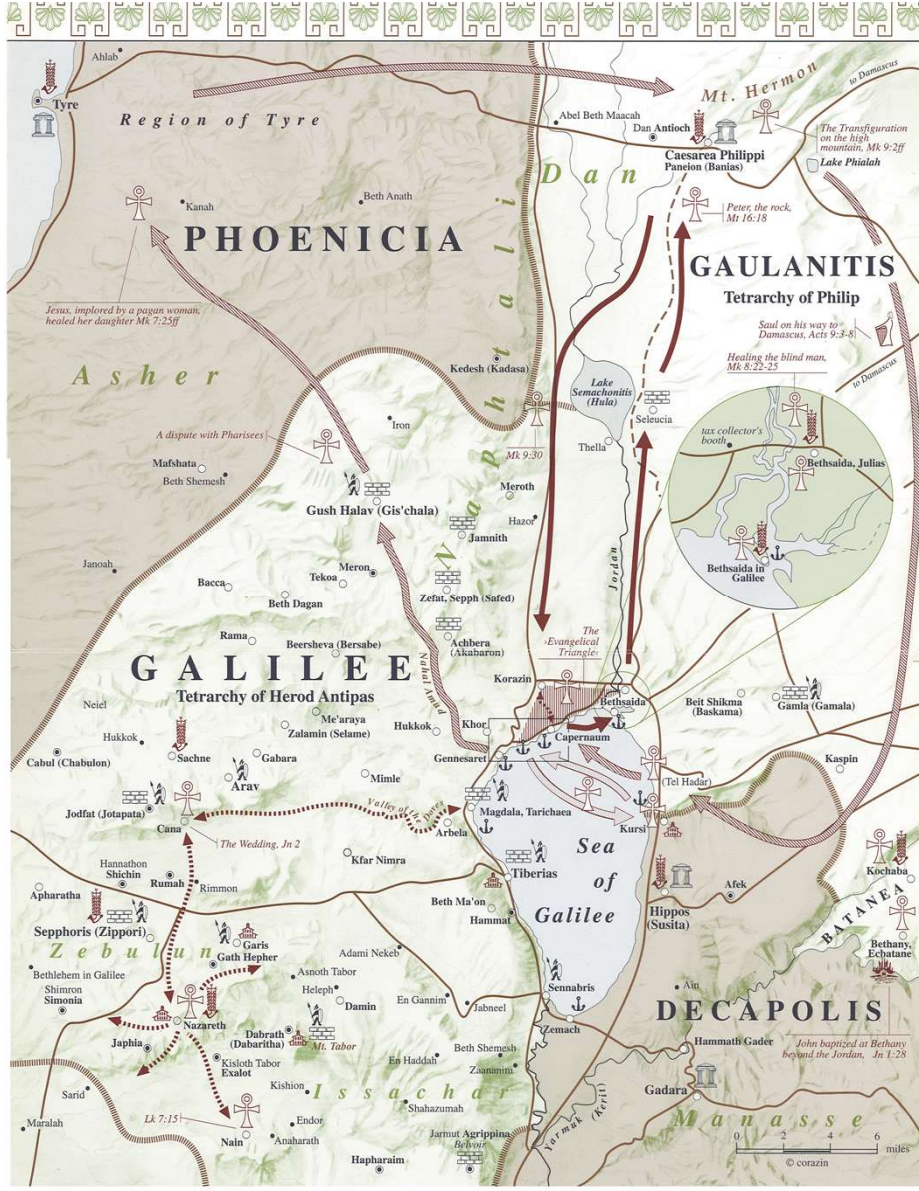 Ahlab
Tyre
Region of Tyre
Mt. Hermon
to Damascus
Abel Beth Maacah
Dan Antioch
Caesarea Philippi
Paneion (Banias)
The Transfiguration
on the high
mountain, Mk 9:2ff
Lake Phialah
Dan
Kanah
Beth Anath
Peter, the rock,
Mt 16:18
PHOENICIA
GAULANITIS
Tetrarchy of Philip
Jesus, implored by a pagan woman,
healed her daughter Mk 7:25ff
Saul on his way to
Damascus, Acts 9:3-8
Healing the blind man,
Mk 8:22-25
to Damascus
Asher
Naphtali
Kedesh (Kadasa)
Lake
Semachonitis
(Hula)
Seleucia
tax collector's
booth
Bethsaida, Julias
Bethsaida in
Galilee
Iron
A dispute with Pharisees
Mk 9:30
Thella
Mafshata
Beth Shemesh
Meroth
Gush Halav (Gis'chala)
Hazor
Jamnith
Jordan
Janoah
Meron
Tekoa
Bacca
Beth Dagan
Zefat, Sepph (Safed)
Rama
Beersheva (Bersabe)
Achbera
(Akabaron)
The
›Evangelical
Triangle‹
GALILEE
Tetrarchy of Herod Antipas
Nahal Amud
Korazin
Bethsaida
Beit Shikma
(Baskama)
Gamla (Gamala)
Neiel
Me'araya
Zalamin (Selame)
Hukkok
Khor
Capernaum
Hukkok
Gennesaret
Cabul (Chabulon)
Sachne
Gabara
Arav
Mimle
(Tel Hadar)
Kaspin
Jodfat (Jotapata)
Cana
Valley of the Doves
Magdala, Tarichaea
Arbela
Kursi
The Wedding, Jn 2
Sea
of
Galilee
Kfar Nimra
Tiberias
Hannathon
Shichin
Rumah
Rimmon
Apharatha
Beth Ma'on
Hammat
Hippos
(Susita)
Afek
Kochaba
Sepphoris (Zippori)
BATANEA
Bethany,
Ecbatane
Zebulun
Garis
Gath Hepher
Adami Nekeb
Bethlehem in Galilee
Shimron
Simonia
Asnoth Tabor
Heleph
Damin
En Gannim
Jabneel
Sennabris
Ain
DECAPOLIS
Nazareth
Zemach
Japhia
Dabrath
(Dabaritha)
Mt. Tabor
John baptized at Bethany
beyond the Jordan, Jn 1:28
Kisloth Tabor
Exalot
En Haddah
Beth Shemesh
Zaananim
Hammath Gader
Kishion
Issachar
Sarid
Shahazumah
Gadara
Manasse
Maralah
Lk 7:15
Nain
Endor
Anaharath
Yarmuk (Kerit)
Jarmut Agrippina
Belvoir
Hapharaim
0 2 4 6
miles
© corazin